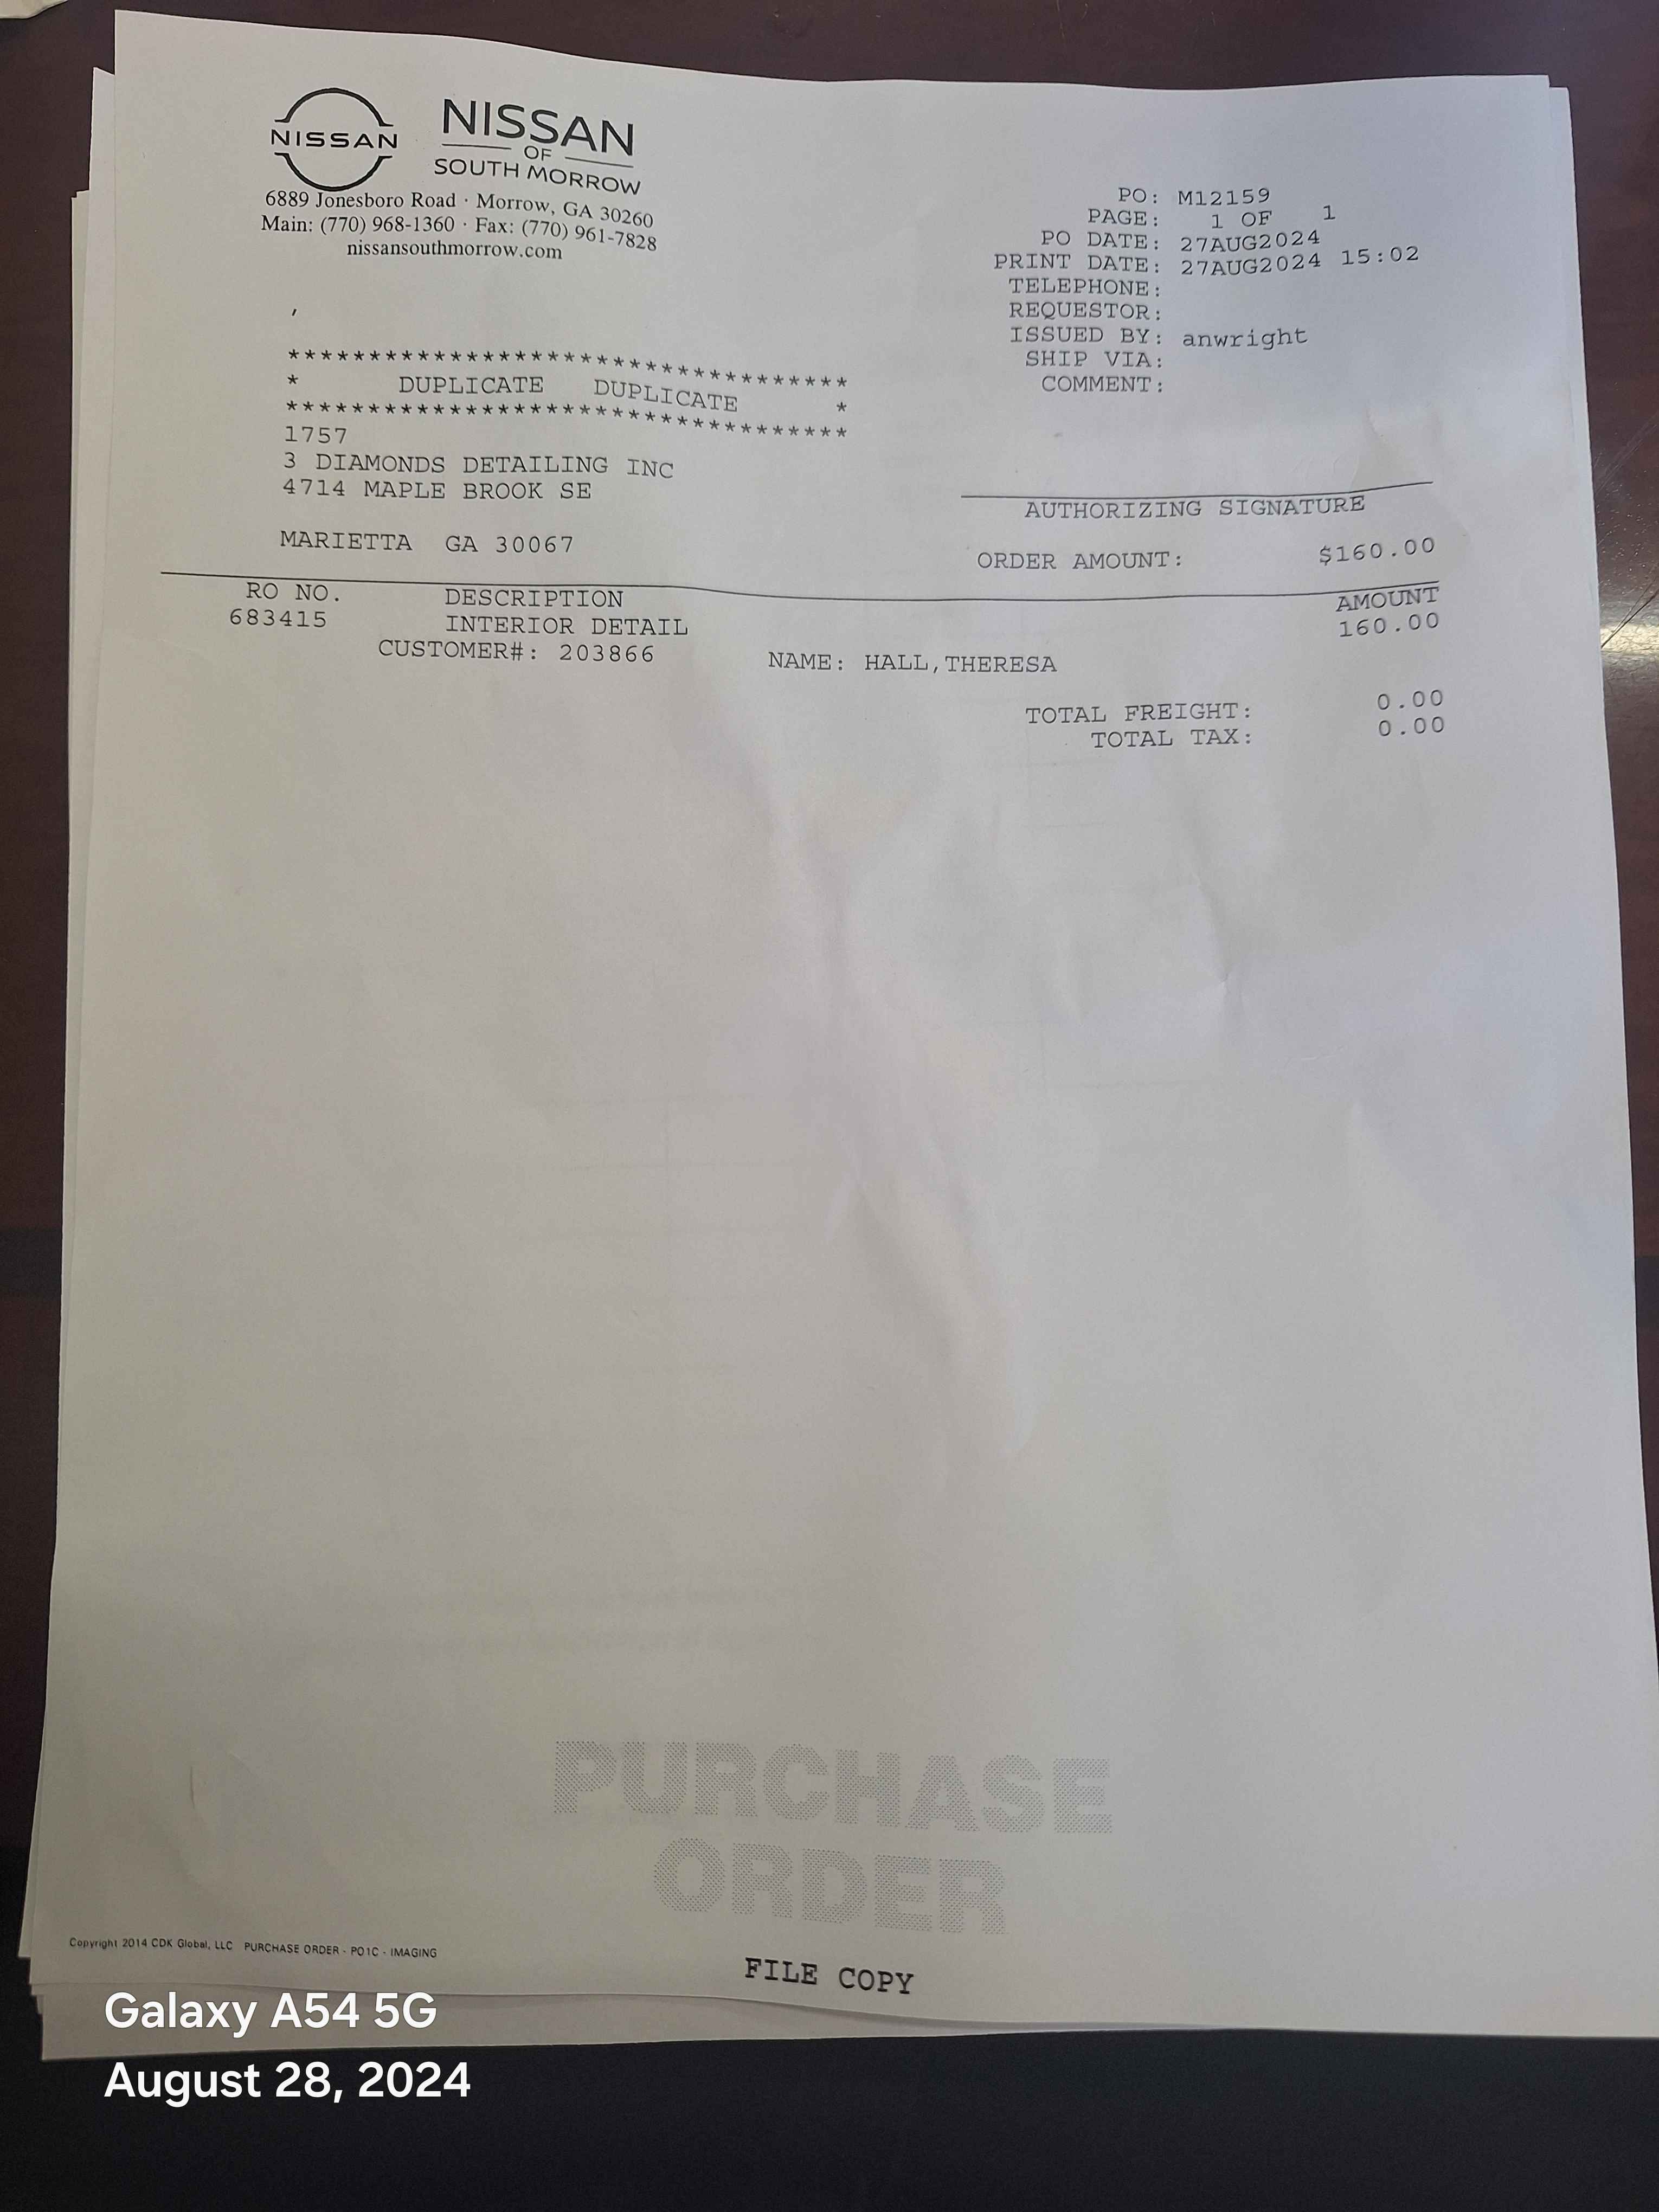 NISSAN
NISSAN
OF
SOUTH MORROW
6889 Jonesboro Road · Morrow, GA 30260
Main: (770) 968-1360 · Fax: (770) 961-7828
nissansouthmorrow.com
PO: M12159
PAGE: 1 OF 1
PO DATE: 27AUG2024
PRINT DATE: 27AUG2024 15:02
TELEPHONE:
REQUESTOR:
ISSUED BY: anwright
SHIP VIA:
COMMENT:
,
***********************************
* DUPLICATE DUPLICATE *
***********************************
1757
3 DIAMONDS DETAILING INC
4714 MAPLE BROOK SE
MARIETTA GA 30067
AUTHORIZING SIGNATURE
ORDER AMOUNT: $160.00
RO NO. DESCRIPTION AMOUNT
683415 INTERIOR DETAIL 160.00
CUSTOMER#: 203866 NAME: HALL,THERESA
TOTAL FREIGHT: 0.00
TOTAL TAX: 0.00
PURCHASE
ORDER
Copyright 2014 CDK Global, LLC PURCHASE ORDER - PO1C - IMAGING
FILE COPY
Galaxy A54 5G
August 28, 2024